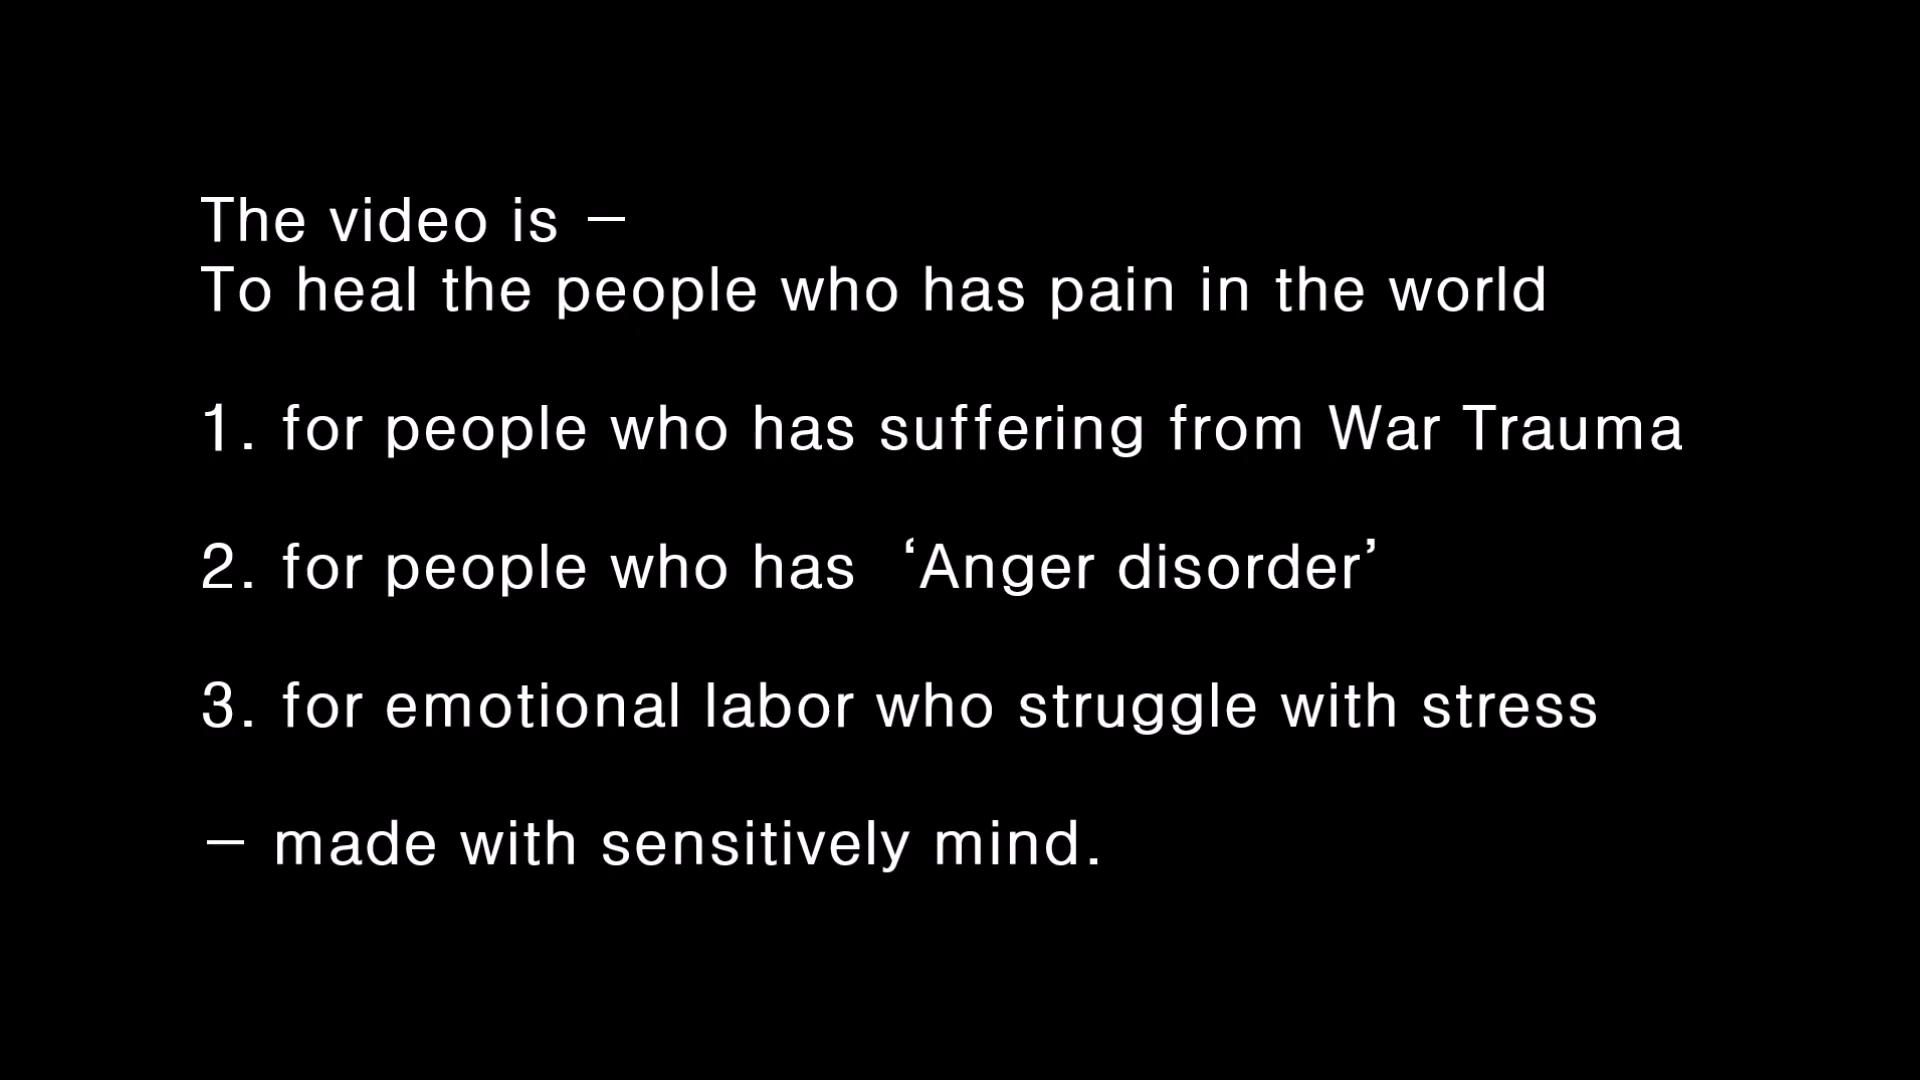 The video is –
To heal the people who has pain in the world
1. for people who has suffering from War Trauma
2. for people who has ‘Anger disorder’
3. for emotional labor who struggle with stress
– made with sensitively mind.